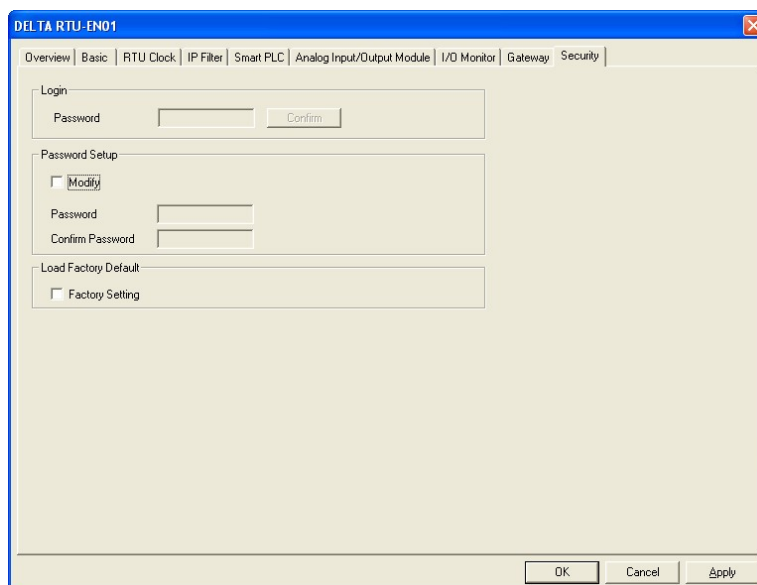 DELTA RTU-EN01
Overview Basic RTU Clock IP Filter Smart PLC Analog Input/Output Module I/O Monitor Gateway Security
Login
Password Confirm
Password Setup
Modify
Password
Confirm Password
Load Factory Default
Factory Setting
OK Cancel Apply